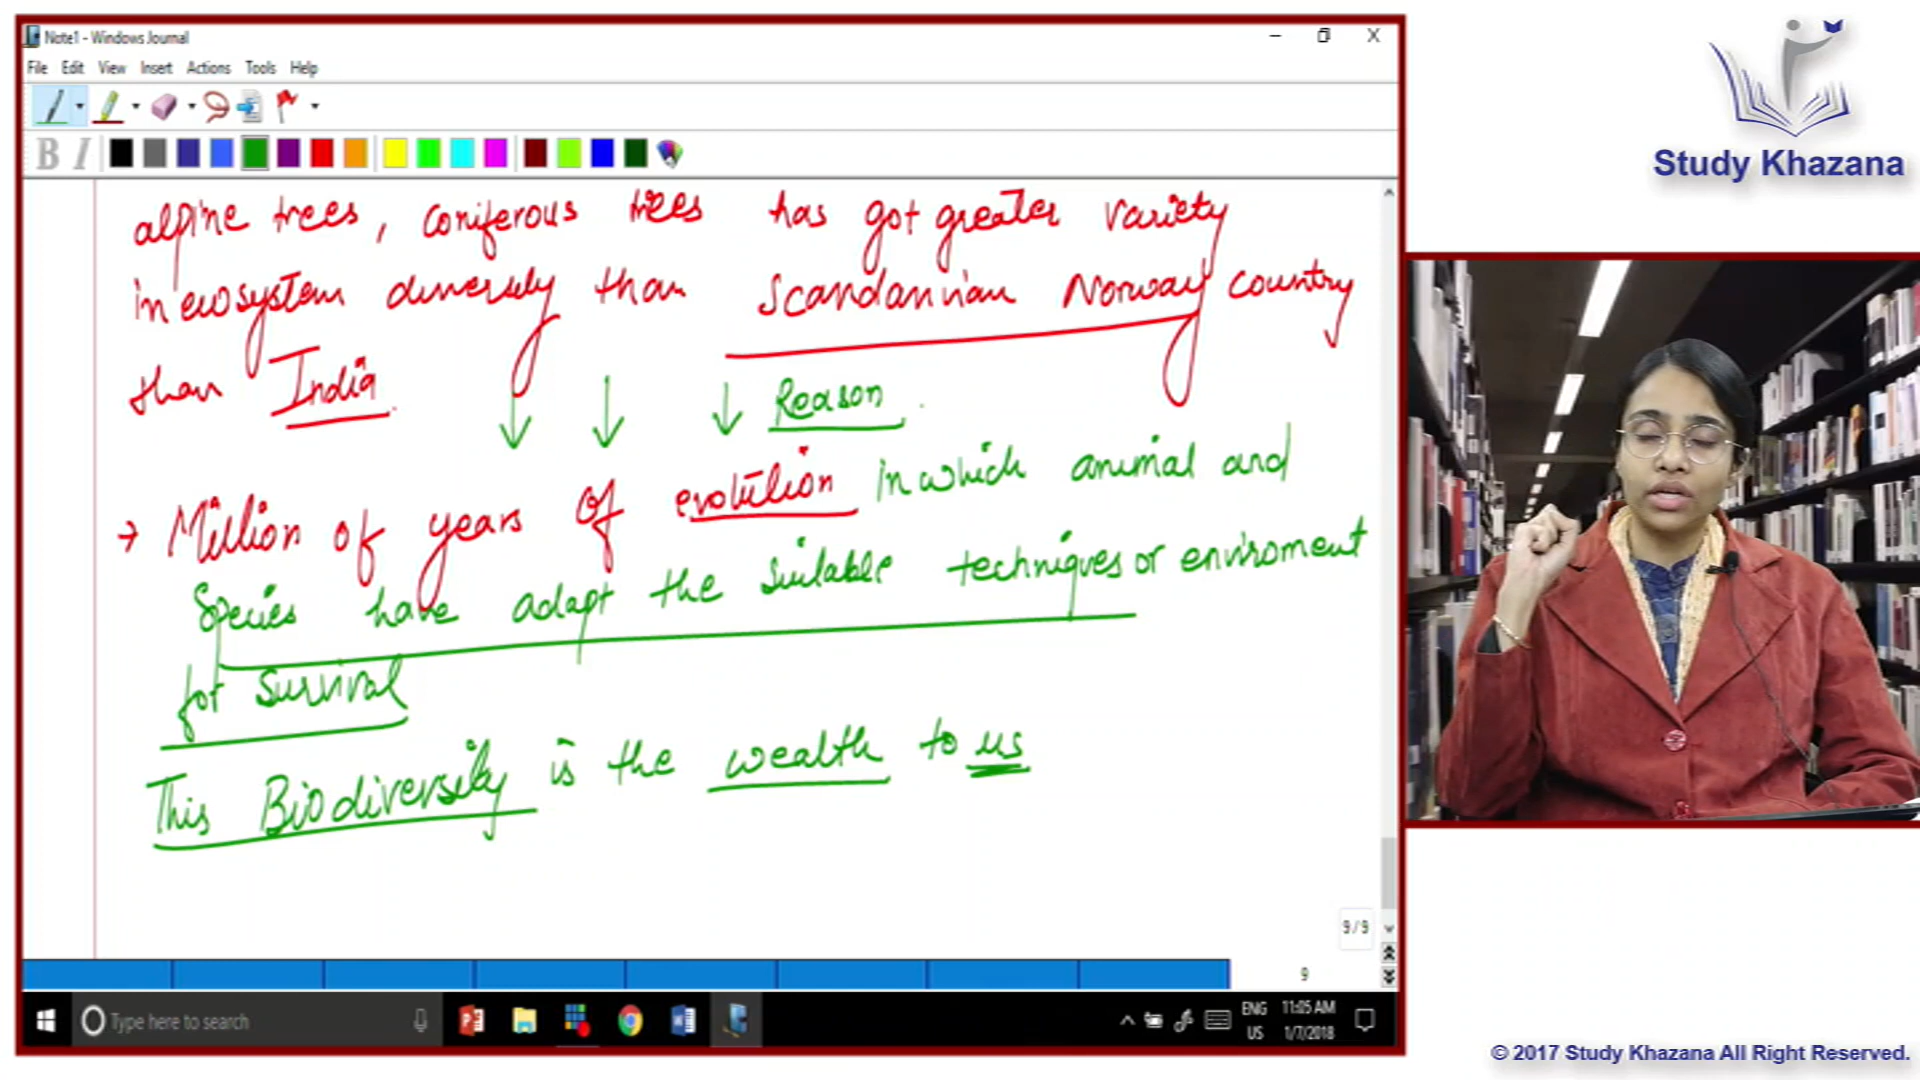 Note1 - Windows Journal
File Edit View Insert Actions Tools Help
B I
alpine trees, coniferous trees has got greater variety
in ecosystem diversely than Scandannian Norway country
than India.
Reason.
→ Million of years of evolution in which animal and
Species have adapt the suitable techniques or enviroment
for Survival
This Biodiversity is the wealth to us
9/9
9
Type here to search
ENG
US
11:05 AM
1/7/2018
Study Khazana
© 2017 Study Khazana All Right Reserved.